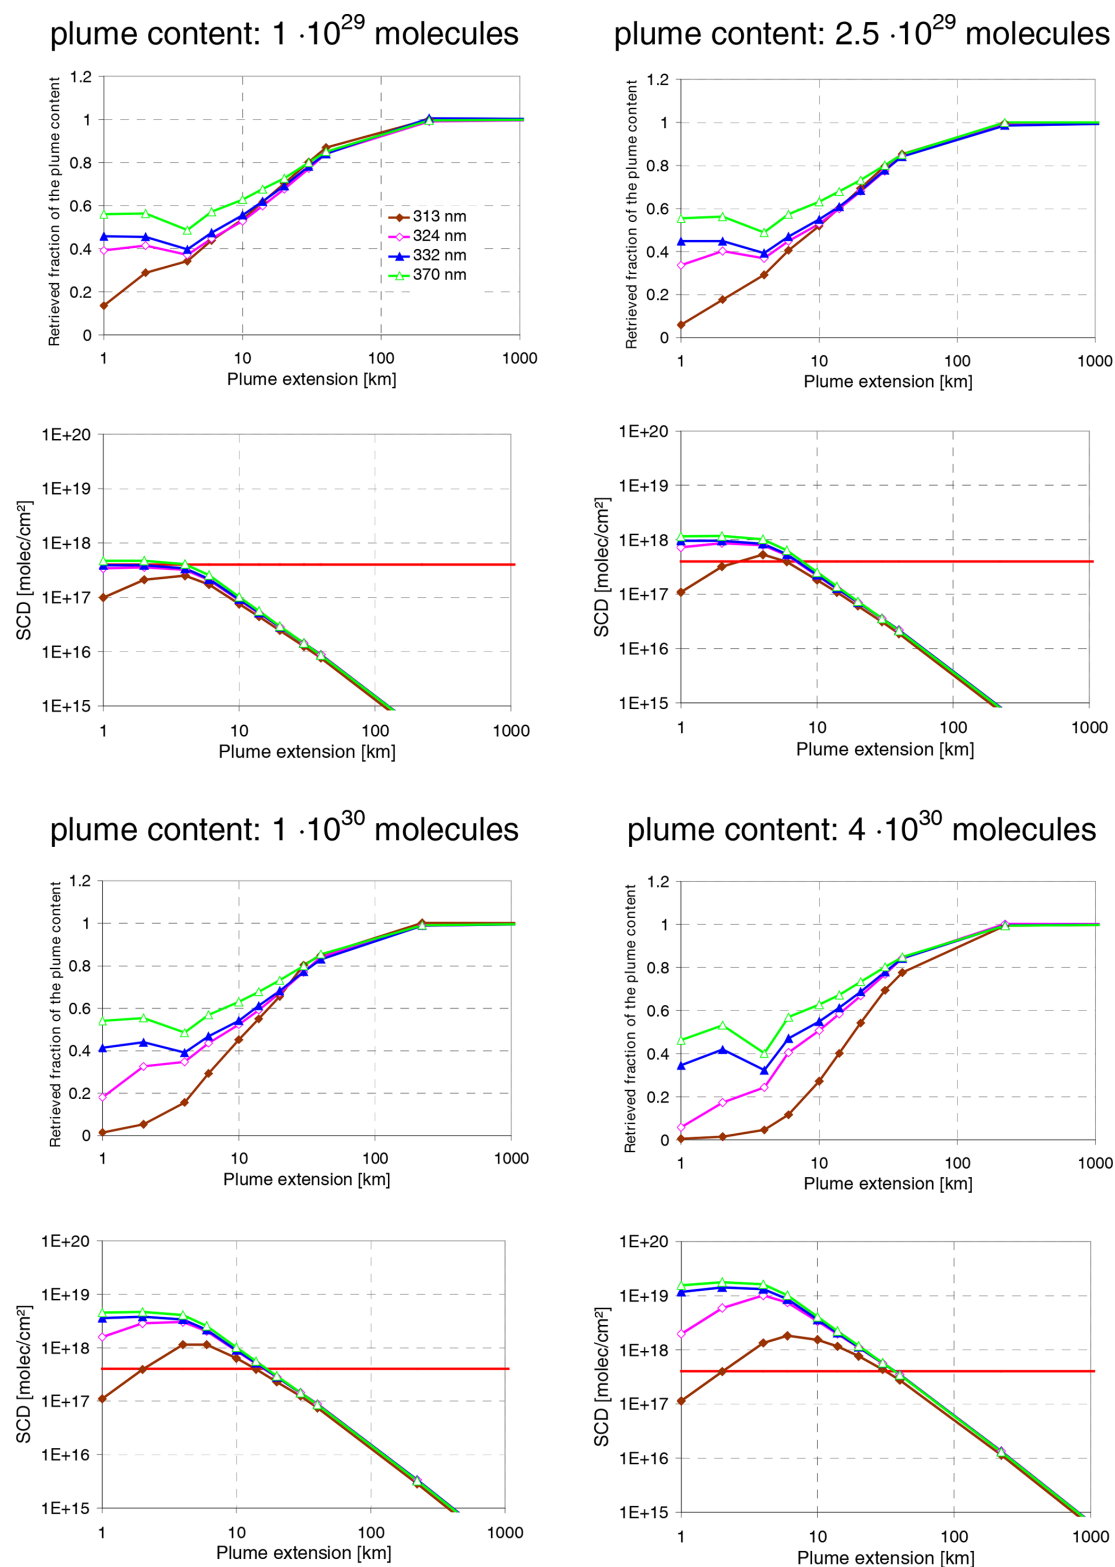 plume content: 1 ·10²⁹ molecules
plume content: 2.5 ·10²⁹ molecules
Retrieved fraction of the plume content
1.2
1
0.8
0.6
0.4
0.2
0
313 nm
324 nm
332 nm
370 nm
1
10
100
1000
Plume extension [km]
Retrieved fraction of the plume content
1.2
1
0.8
0.6
0.4
0.2
0
1
10
100
1000
Plume extension [km]
SCD [molec/cm²]
1E+20
1E+19
1E+18
1E+17
1E+16
1E+15
1
10
100
1000
Plume extension [km]
SCD [molec/cm²]
1E+20
1E+19
1E+18
1E+17
1E+16
1E+15
1
10
100
1000
Plume extension [km]
plume content: 1 ·10³⁰ molecules
plume content: 4 ·10³⁰ molecules
Retrieved fraction of the plume content
1.2
1
0.8
0.6
0.4
0.2
0
1
10
100
1000
Plume extension [km]
Retrieved fraction of the plume content
1.2
1
0.8
0.6
0.4
0.2
0
1
10
100
1000
Plume extension [km]
SCD [molec/cm²]
1E+20
1E+19
1E+18
1E+17
1E+16
1E+15
1
10
100
1000
Plume extension [km]
SCD [molec/cm²]
1E+20
1E+19
1E+18
1E+17
1E+16
1E+15
1
10
100
1000
Plume extension [km]